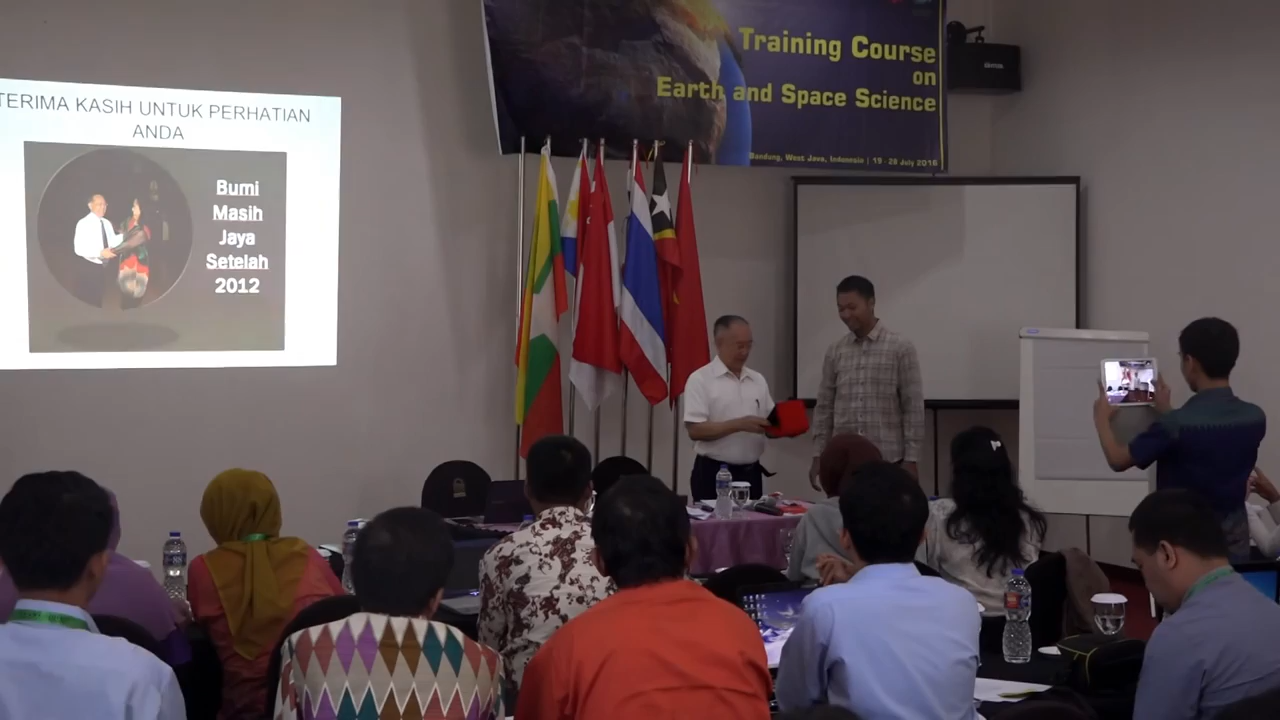 TERIMA KASIH UNTUK PERHATIAN
ANDA
Bumi
Masih
Jaya
Setelah
2012
Training Course
on
Earth and Space Science
Bandung, West Java, Indonesia | 19 - 28 July 2016